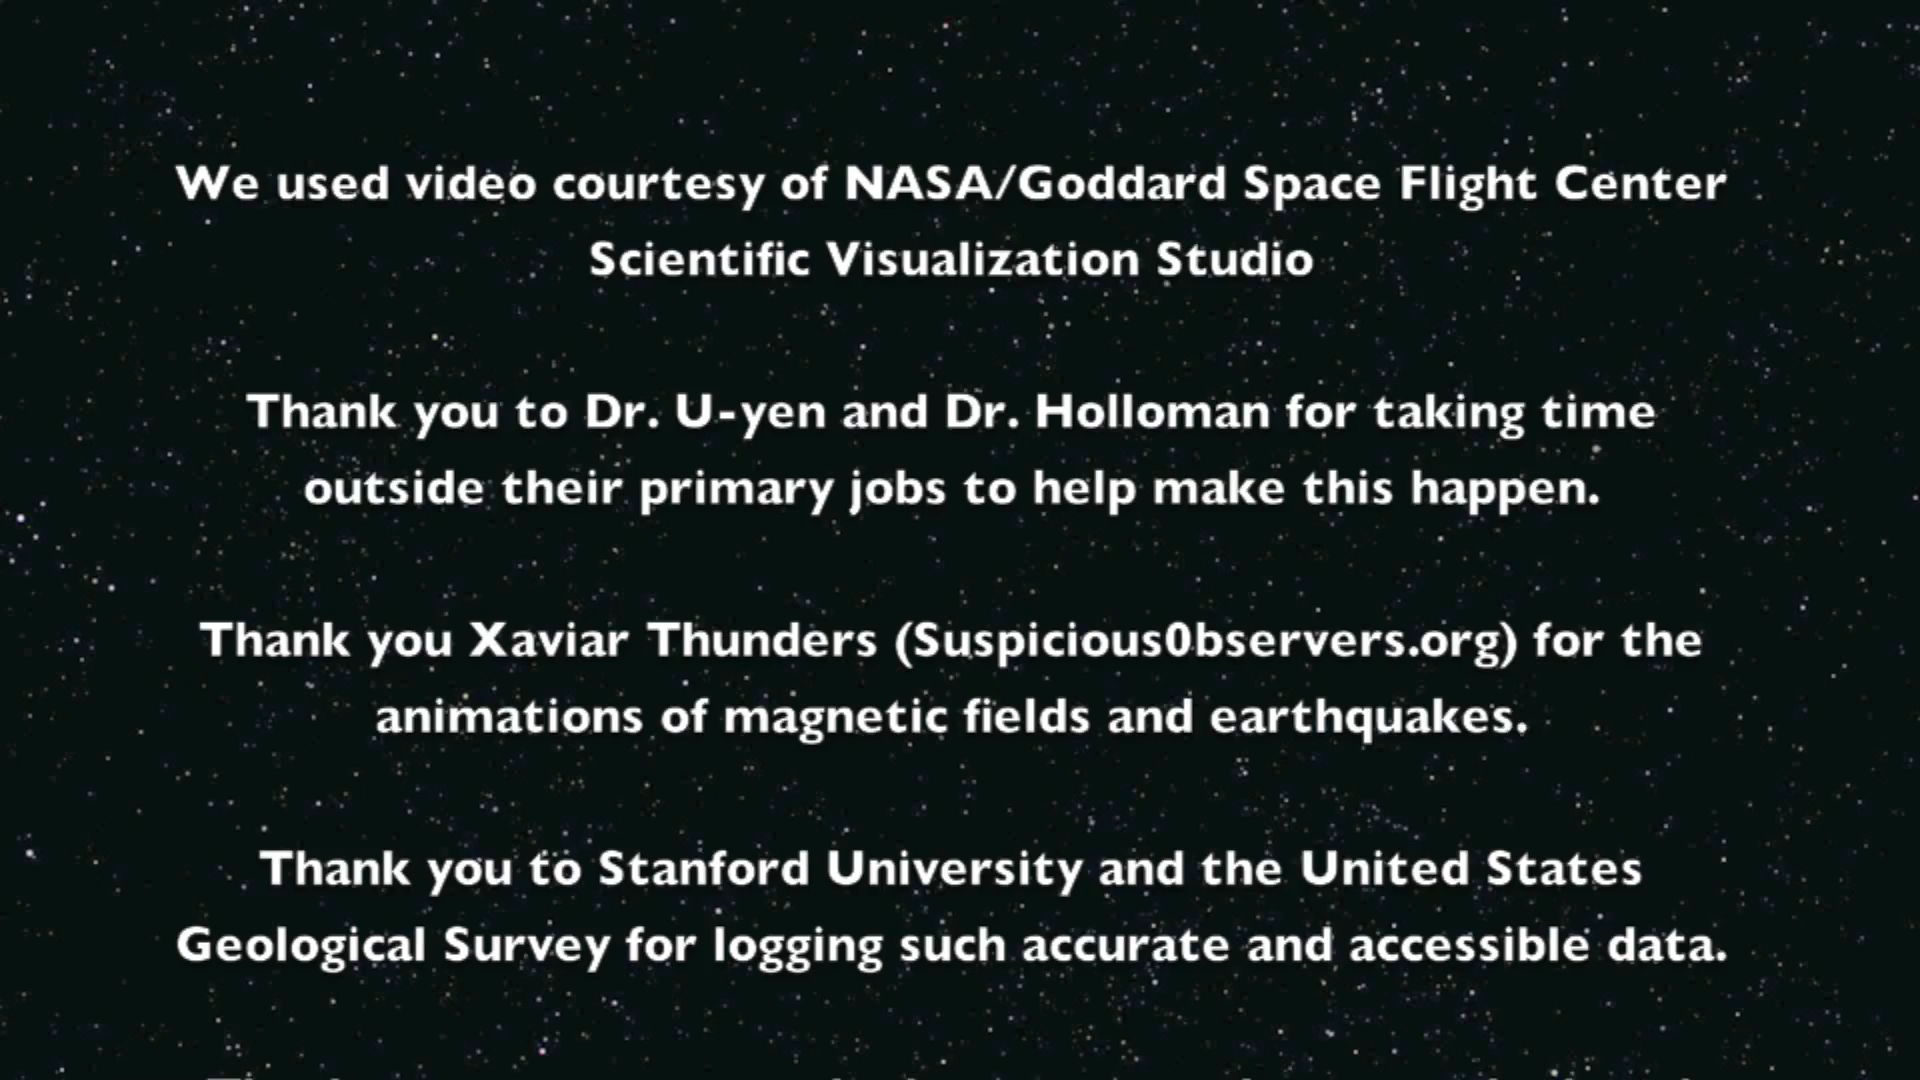 We used video courtesy of NASA/Goddard Space Flight Center
Scientific Visualization Studio
Thank you to Dr. U-yen and Dr. Holloman for taking time
outside their primary jobs to help make this happen.
Thank you Xaviar Thunders (Suspicious0bservers.org) for the
animations of magnetic fields and earthquakes.
Thank you to Stanford University and the United States
Geological Survey for logging such accurate and accessible data.